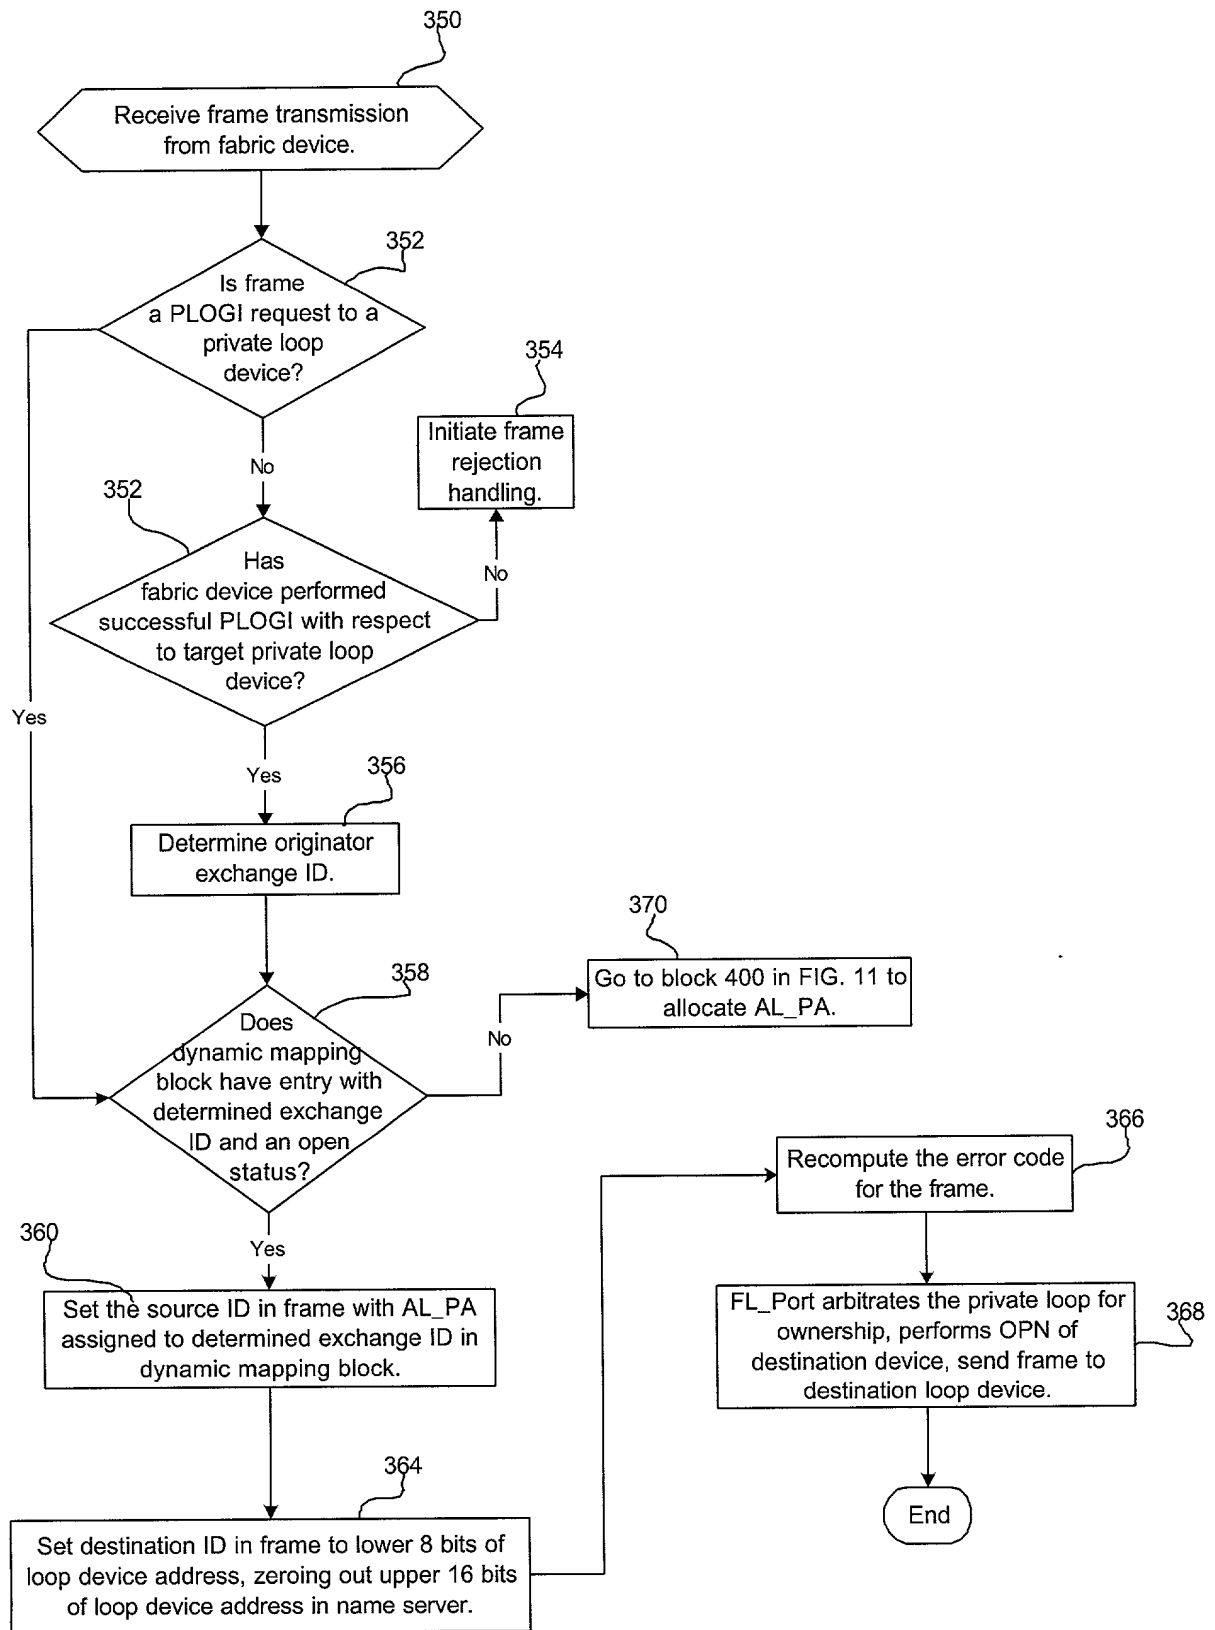 350
Receive frame transmission
from fabric device.
352
Is frame
a PLOGI request to a
private loop
device?
354
Initiate frame
rejection
handling.
No
352
Has
fabric device performed
successful PLOGI with respect
to target private loop
device?
No
Yes
Yes
356
Determine originator
exchange ID.
370
Go to block 400 in FIG. 11 to
allocate AL_PA.
358
Does
dynamic mapping
block have entry with
determined exchange
ID and an open
status?
No
Yes
360
Set the source ID in frame with AL_PA
assigned to determined exchange ID in
dynamic mapping block.
364
Set destination ID in frame to lower 8 bits of
loop device address, zeroing out upper 16 bits
of loop device address in name server.
366
Recompute the error code
for the frame.
FL_Port arbitrates the private loop for
ownership, performs OPN of
destination device, send frame to
destination loop device.
368
End